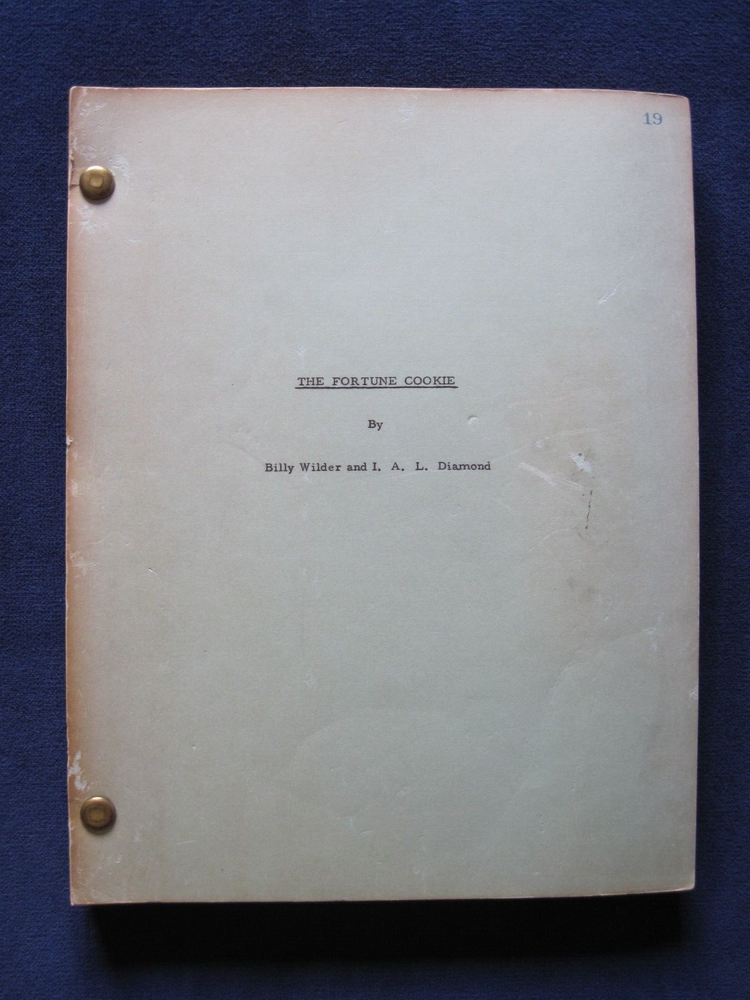 19
THE FORTUNE COOKIE
By
Billy Wilder and I. A. L. Diamond